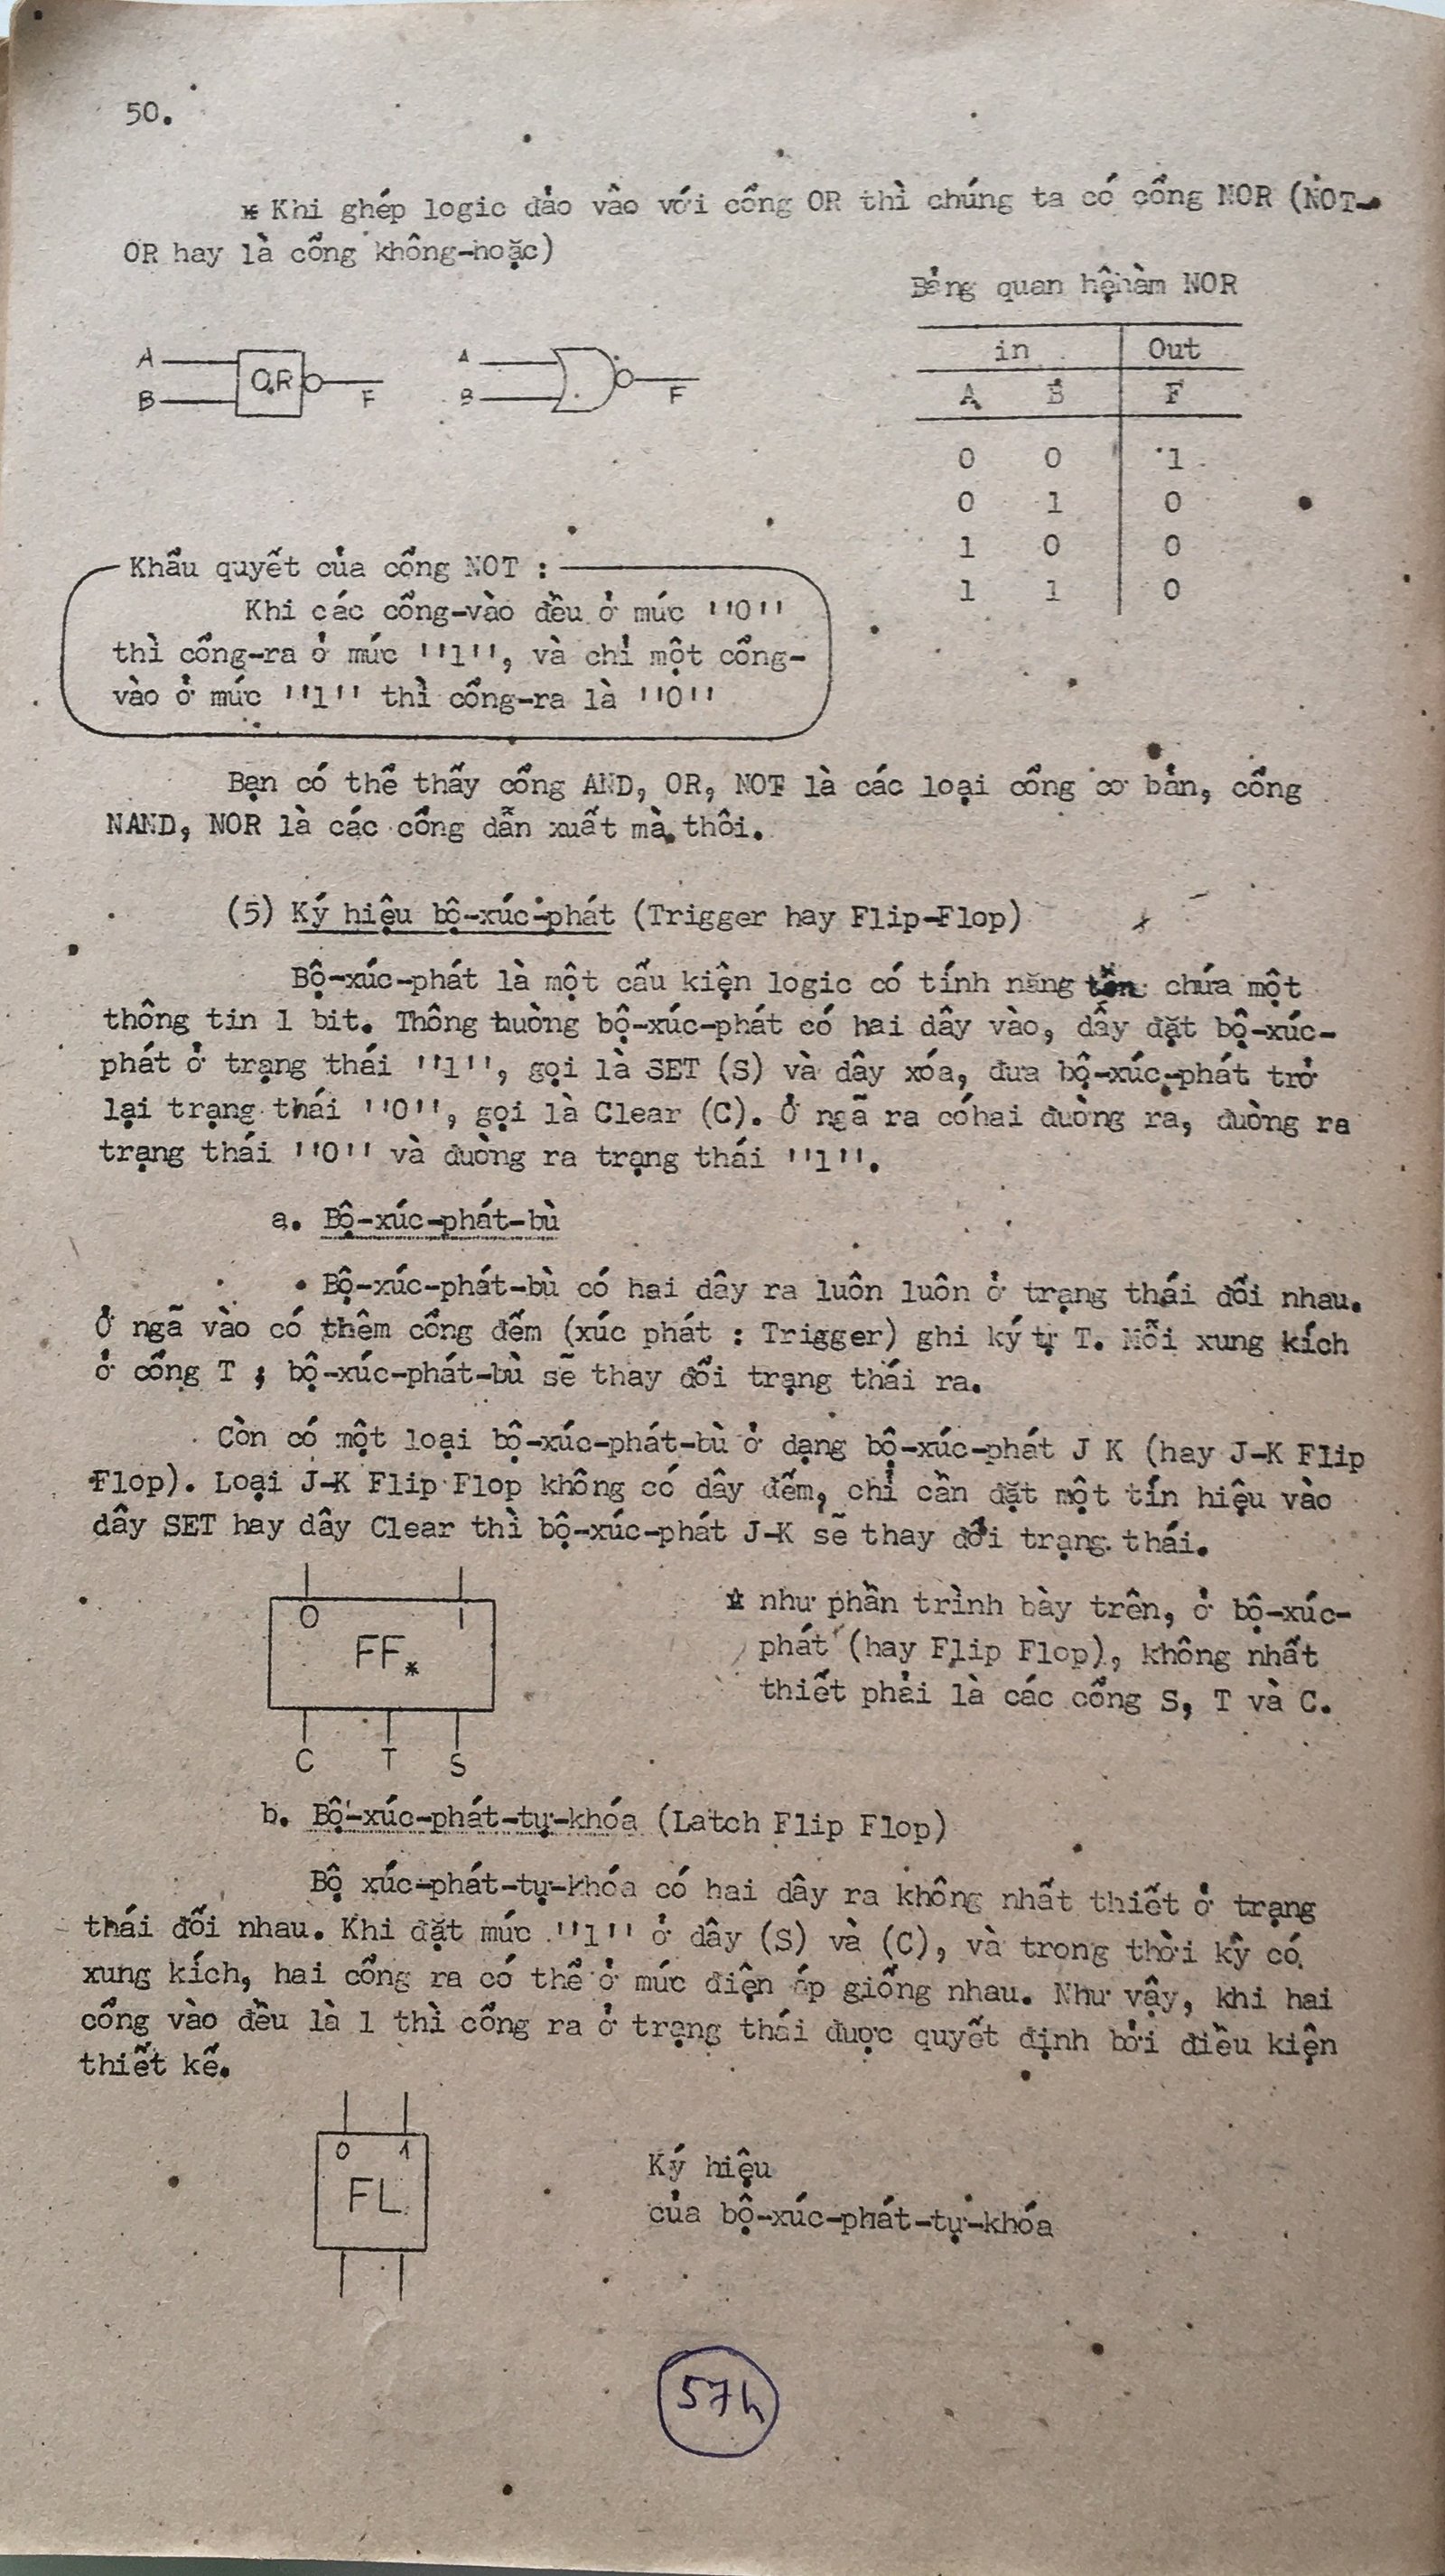 50.
* Khi ghép logic đảo vào với cổng OR thì chúng ta có cổng NOR (NOT-
OR hay là cổng không-hoặc)
Bảng quan hệ hàm NOR
in Out
A B F
0 0 1
0 1 0
1 0 0
1 1 0
A
B
OR
F
A
B
F
Khẩu quyết của cổng NOT :
Khi các cổng-vào đều ở mức "0"
thì cổng-ra ở mức "1", và chỉ một cổng-
vào ở mức "1" thì cổng-ra là "0"
Bạn có thể thấy cổng AND, OR, NOT là các loại cổng cơ bản, cổng
NAND, NOR là các cổng dẫn xuất mà thôi.
(5) Ký hiệu bộ-xúc-phát (Trigger hay Flip-Flop)
Bộ-xúc-phát là một cấu kiện logic có tính năng tồn chứa một
thông tin 1 bit. Thông thường bộ-xúc-phát có hai dây vào, dây đặt bộ-xúc-
phát ở trạng thái "1", gọi là SET (S) và dây xóa, đưa bộ-xúc-phát trở
lại trạng thái "0", gọi là Clear (C). Ở ngã ra có hai đường ra, đường ra
trạng thái "0" và đường ra trạng thái "1".
a. Bộ-xúc-phát-bù
Bộ-xúc-phát-bù có hai dây ra luôn luôn ở trạng thái đối nhau.
Ở ngã vào có thêm cổng đếm (xúc phát : Trigger) ghi ký tự T. Mỗi xung kích
ở cổng T ; bộ-xúc-phát-bù sẽ thay đổi trạng thái ra.
Còn có một loại bộ-xúc-phát-bù ở dạng bộ-xúc-phát J K (hay J-K Flip
Flop). Loại J-K Flip Flop không có dây đếm, chỉ cần đặt một tín hiệu vào
dây SET hay dây Clear thì bộ-xúc-phát J-K sẽ thay đổi trạng thái.
0 1
FF*
C T S
* như phần trình bày trên, ở bộ-xúc-
phát (hay Flip Flop), không nhất
thiết phải là các cổng S, T và C.
b. Bộ-xúc-phát-tự-khóa (Latch Flip Flop)
Bộ xúc-phát-tự-khóa có hai dây ra không nhất thiết ở trạng
thái đối nhau. Khi đặt mức "1" ở dây (S) và (C), và trong thời kỳ có
xung kích, hai cổng ra có thể ở mức điện áp giống nhau. Như vậy, khi hai
cổng vào đều là 1 thì cổng ra ở trạng thái được quyết định bởi điều kiện
thiết kế.
0 1
FL
Ký hiệu
của bộ-xúc-phát-tự-khóa
57h